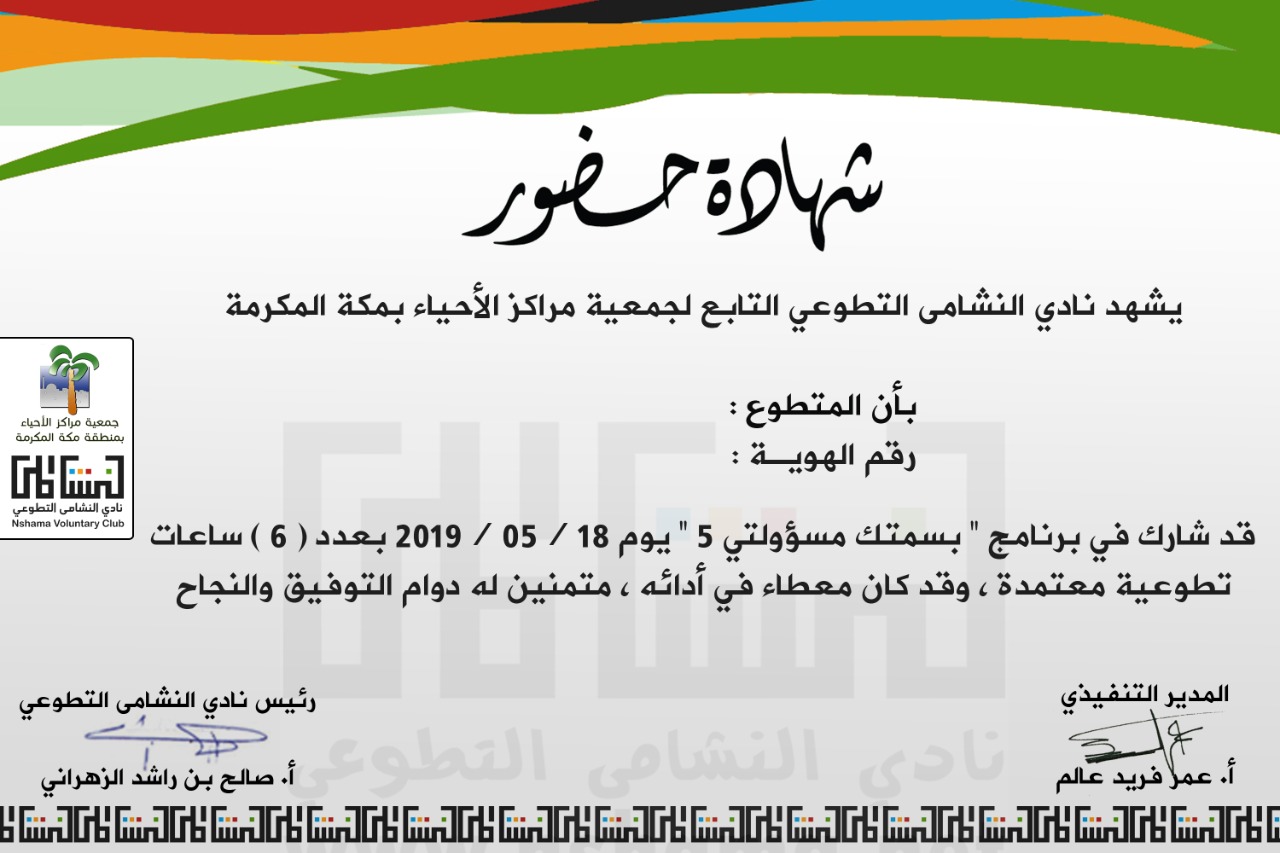 شهادة حضور
يشهد نادي النشامى التطوعي التابع لجمعية مراكز الأحياء بمكة المكرمة
بأن المتطوع :
رقم الهويــة :
جمعية مراكز الأحياء
بمنطقة مكة المكرمة
النشامى
نادي النشامى التطوعي
Nshama Voluntary Club
قد شارك في برنامج " بسمتك مسؤولتي 5 " يوم 18 / 05 / 2019 بعدد ( 6 ) ساعات
تطوعية معتمدة ، وقد كان معطاء في أدائه ، متمنين له دوام التوفيق والنجاح
المدير التنفيذي
أ. عمر فريد عالم
رئيس نادي النشامى التطوعي
أ. صالح بن راشد الزهراني
نادي النشامى التطوعي